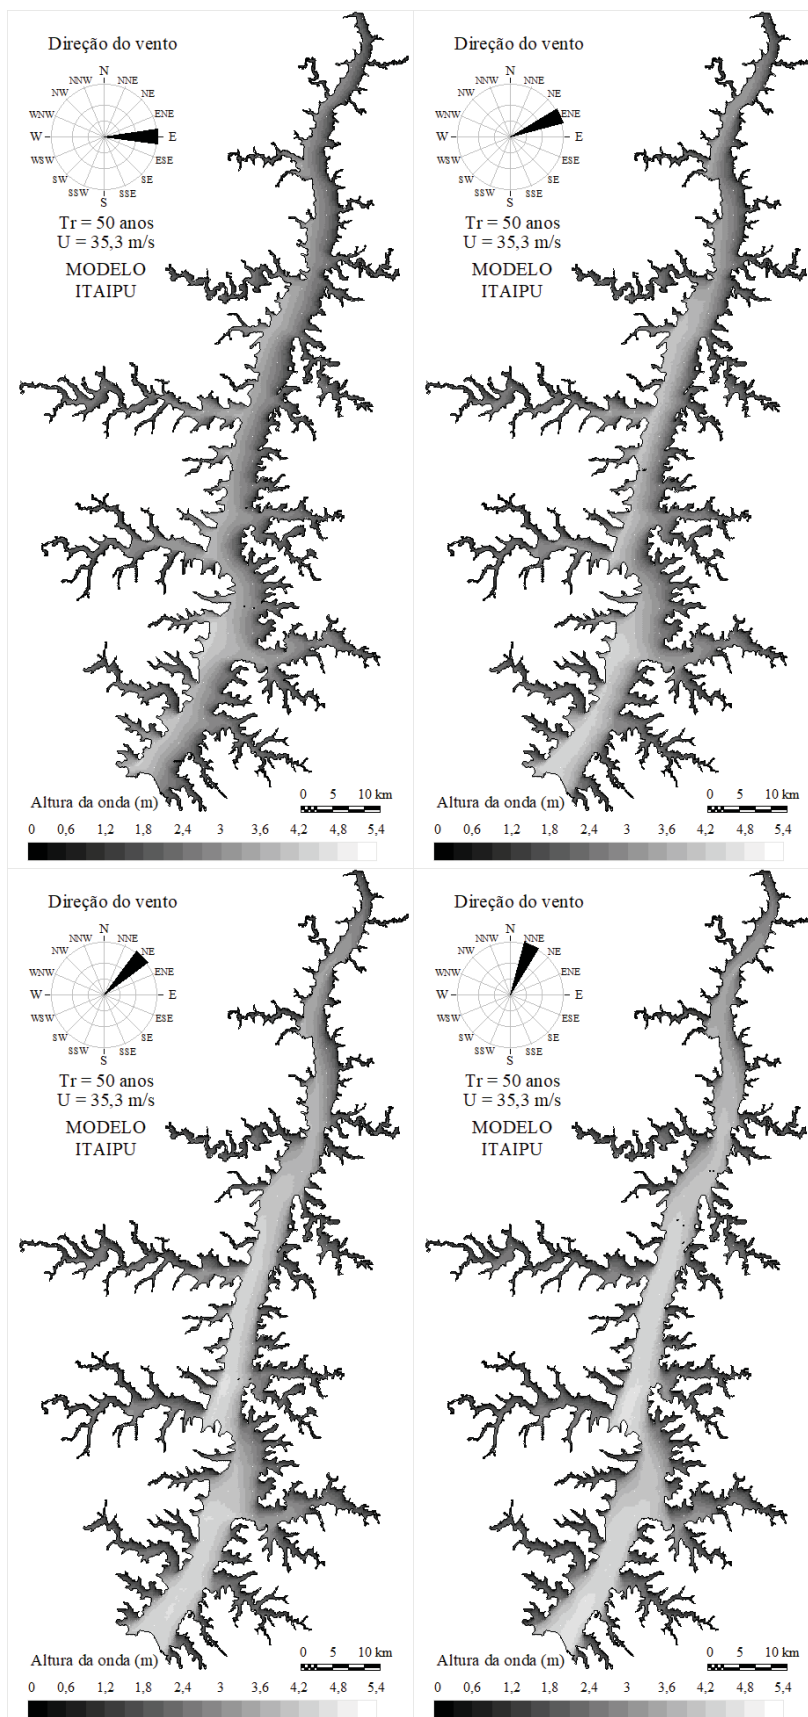 Direção do vento
N
NNW NNE
NW NE
WNW ENE
W E
WSW ESE
SW SE
SSW SSE
S
Tr = 50 anos
U = 35,3 m/s
MODELO
ITAIPU
0 5 10 km
Altura da onda (m)
0 0,6 1,2 1,8 2,4 3 3,6 4,2 4,8 5,4
Direção do vento
N
NNW NNE
NW NE
WNW ENE
W E
WSW ESE
SW SE
SSW SSE
S
Tr = 50 anos
U = 35,3 m/s
MODELO
ITAIPU
0 5 10 km
Altura da onda (m)
0 0.6 1,2 1,8 2,4 3 3,6 4,2 4,8 5,4
Direção do vento
N
NNW NNE
NW NE
WNW ENE
W E
WSW ESE
SW SE
SSW SSE
S
Tr = 50 anos
U = 35,3 m/s
MODELO
ITAIPU
0 5 10 km
Altura da onda (m)
0 0,6 1,2 1,8 2,4 3 3,6 4,2 4,8 5,4
Direção do vento
N
NNW NNE
NW NE
WNW ENE
W E
WSW ESE
SW SE
SSW SSE
S
Tr = 50 anos
U = 35,3 m/s
MODELO
ITAIPU
0 5 10 km
Altura da onda (m)
0 0,6 1,2 1,8 2,4 3 3,6 4,2 4,8 5,4